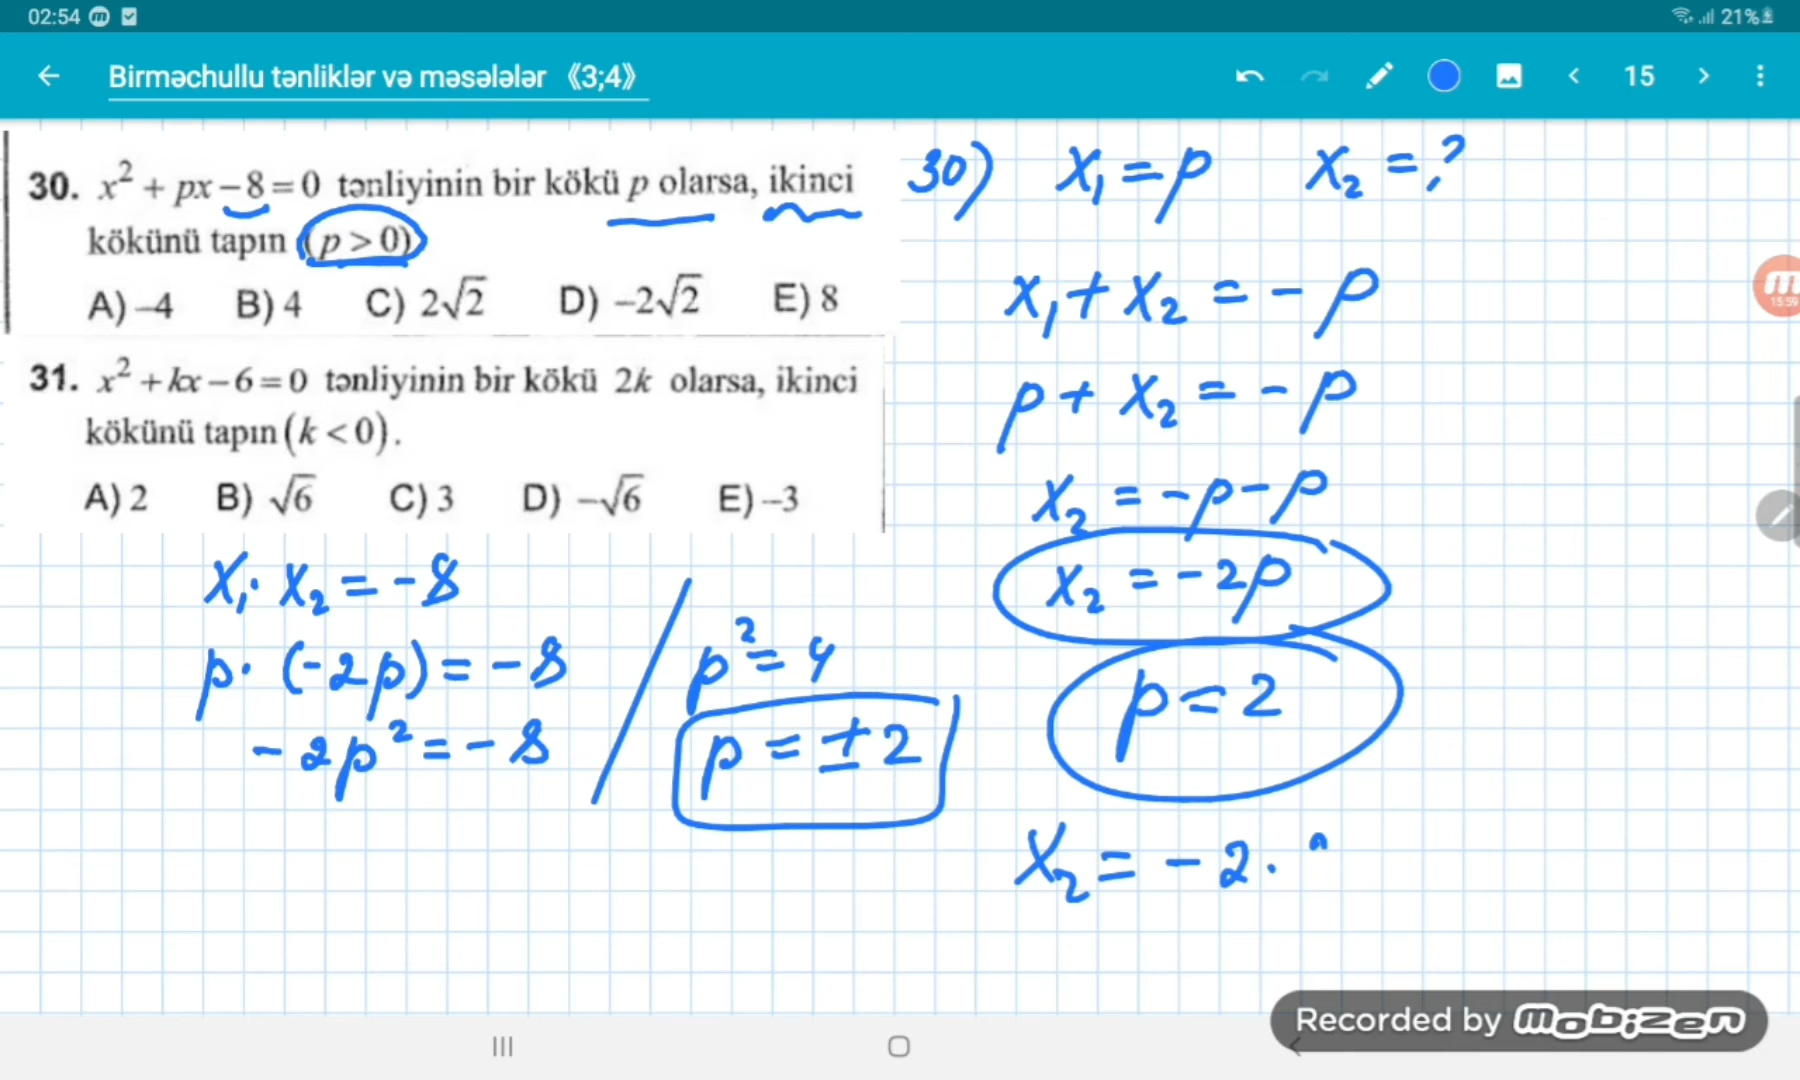 02:54 21%
Birməchullu tənliklər və məsələlər 《3;4》 15
30. x² + px − 8 = 0 tənliyinin bir kökü p olarsa, ikinci
kökünü tapın (p > 0)
A) −4 B) 4 C) 2√2 D) −2√2 E) 8
31. x² + kx − 6 = 0 tənliyinin bir kökü 2k olarsa, ikinci
kökünü tapın (k < 0).
A) 2 B) √6 C) 3 D) −√6 E) −3
x₁ · x₂ = −8
p · (−2p) = −8
−2p² = −8
p² = 4
p = ±2
30) x₁ = p x₂ = ?
x₁ + x₂ = −p
p + x₂ = −p
x₂ = −p − p
x₂ = −2p
p = 2
x₂ = −2 ·
15:59
Recorded by mobizen